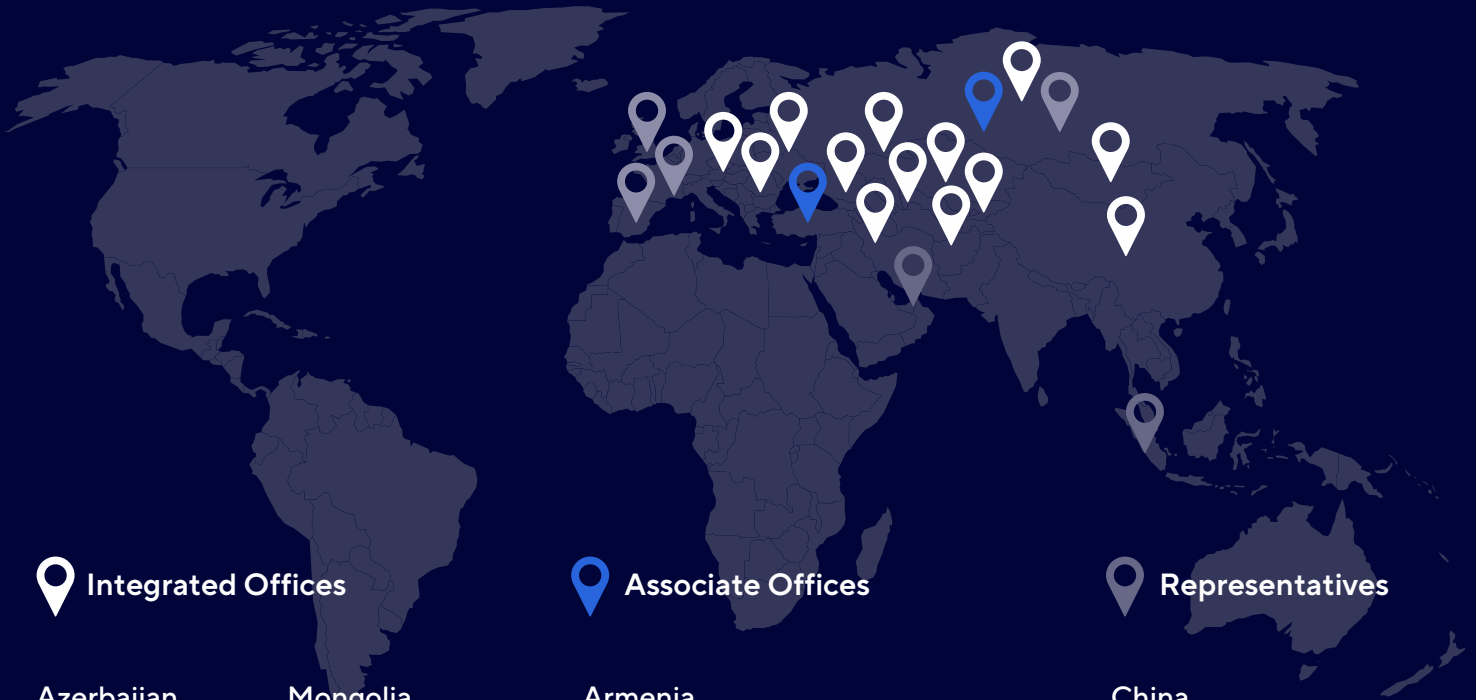 Integrated Offices
Associate Offices
Representatives
Azerbaijan
Mongolia
Armenia
China